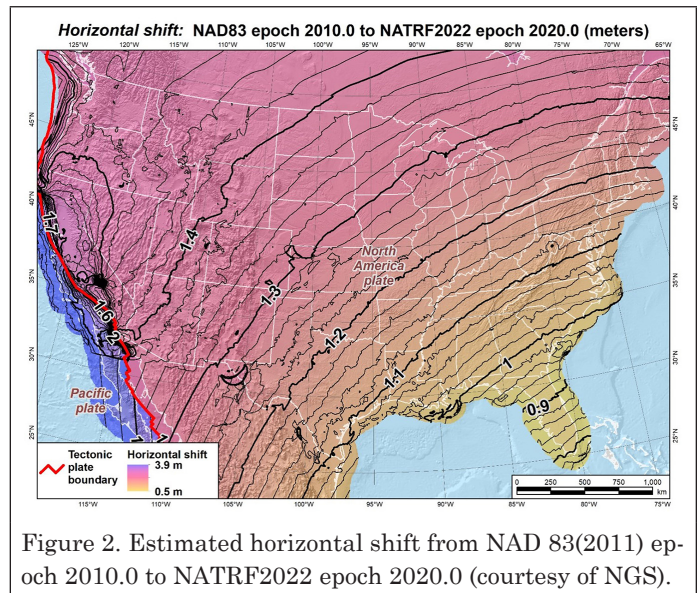 Horizontal shift: NAD83 epoch 2010.0 to NATRF2022 epoch 2020.0 (meters)
125°W 120°W 115°W 110°W 105°W 100°W 95°W 90°W 85°W 80°W 75°W 70°W 65°W
45°N 45°N
40°N 40°N
1.7
1.4
North
America
plate
35°N 35°N
1.3
1.6
2
1.2
30°N 30°N
1.1
1
Pacific
plate
0.9
25°N 25°N
1
Tectonic
plate
boundary
Horizontal shift
3.9 m
0.5 m
0 250 500 750 1,000
km
115°W 110°W 105°W 100°W 95°W 90°W 85°W 80°W 75°W
Figure 2. Estimated horizontal shift from NAD 83(2011) ep-
och 2010.0 to NATRF2022 epoch 2020.0 (courtesy of NGS).